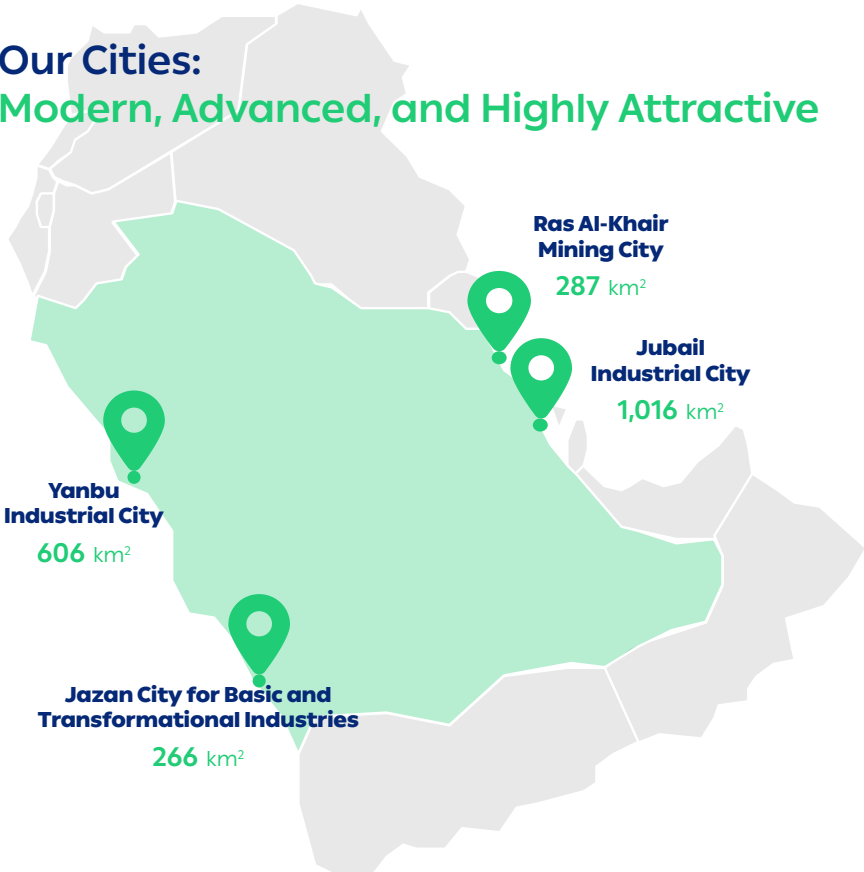 Our Cities:
Modern, Advanced, and Highly Attractive
Ras Al-Khair
Mining City
287 km²
Jubail
Industrial City
1,016 km²
Yanbu
Industrial City
606 km²
Jazan City for Basic and
Transformational Industries
266 km²